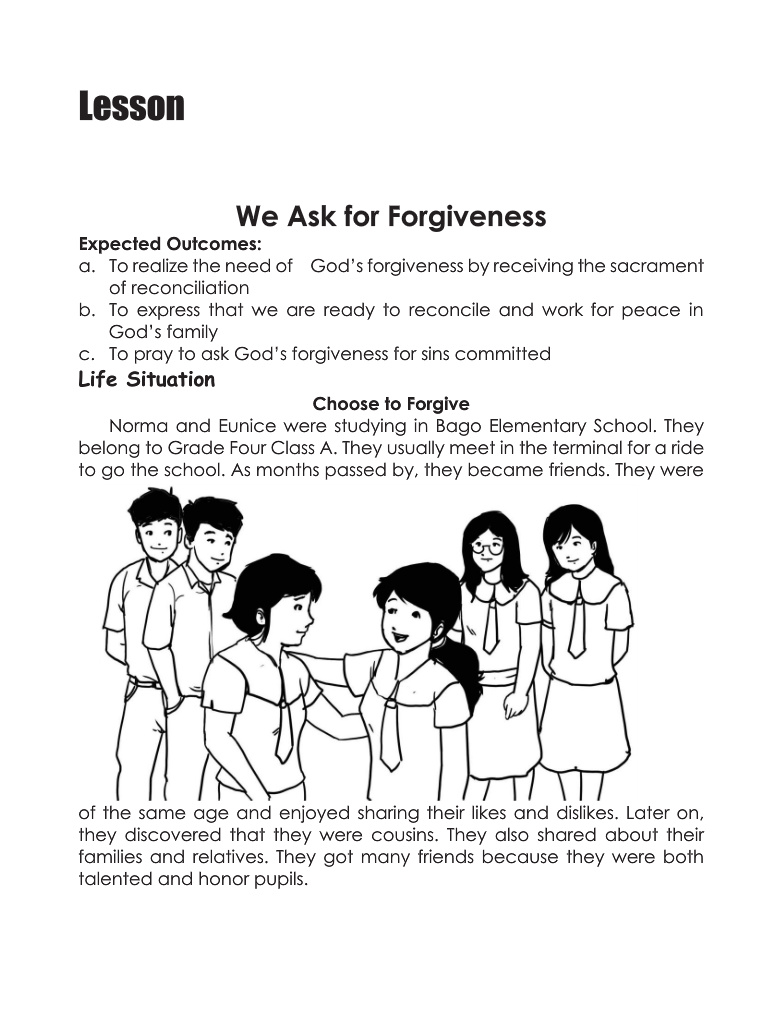 Lesson
We Ask for Forgiveness
Expected Outcomes:
a. To realize the need of God's forgiveness by receiving the sacrament
of reconciliation
b. To express that we are ready to reconcile and work for peace in
God's family
c. To pray to ask God's forgiveness for sins committed
Life Situation
Choose to Forgive
Norma and Eunice were studying in Bago Elementary School. They
belong to Grade Four Class A. They usually meet in the terminal for a ride
to go the school. As months passed by, they became friends. They were
of the same age and enjoyed sharing their likes and dislikes. Later on,
they discovered that they were cousins. They also shared about their
families and relatives. They got many friends because they were both
talented and honor pupils.